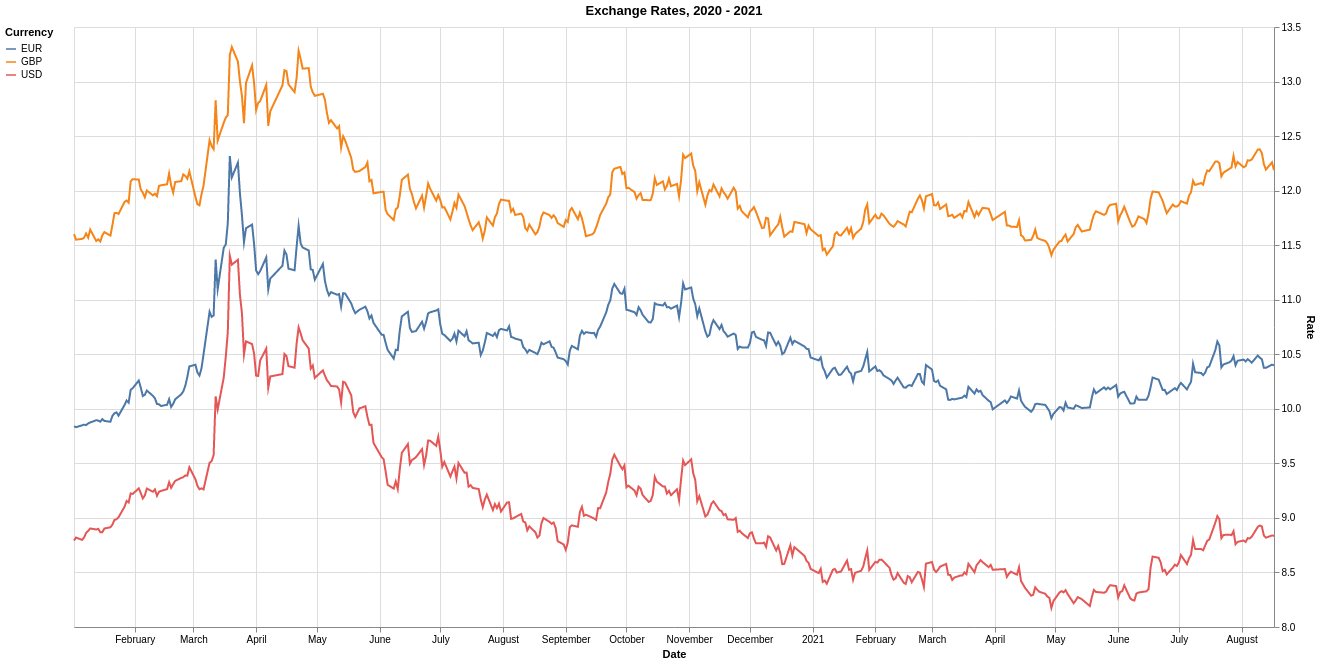 Exchange Rates, 2020 - 2021
Currency
EUR
GBP
USD
13.5
13.0
12.5
12.0
11.5
11.0
10.5
10.0
9.5
9.0
8.5
8.0
Rate
February March April May June July August September October November December 2021 February March April May June July August
Date